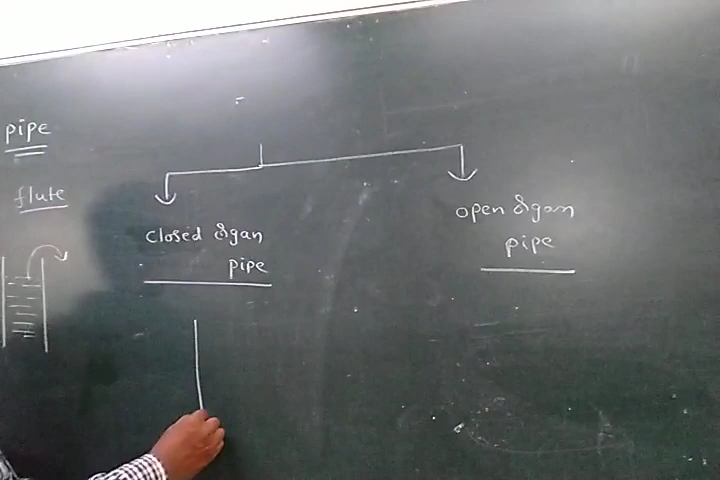 pipe
flute
closed organ
pipe
open organ
pipe